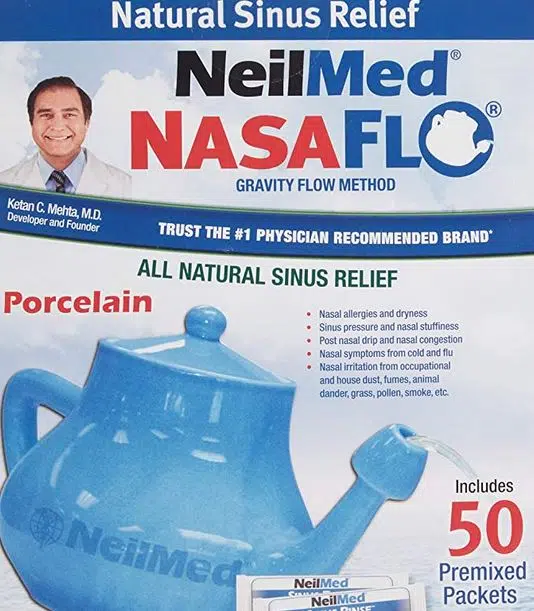 Natural Sinus Relief
NeilMed®
NASAFLO®
GRAVITY FLOW METHOD
Ketan C. Mehta, M.D.
Developer and Founder
TRUST THE #1 PHYSICIAN RECOMMENDED BRAND*
ALL NATURAL SINUS RELIEF
Porcelain
• Nasal allergies and dryness
• Sinus pressure and nasal stuffiness
• Post nasal drip and nasal congestion
• Nasal symptoms from cold and flu
• Nasal irritation from occupational
and house dust, fumes, animal
dander, grass, pollen, smoke, etc.
Includes
50
Premixed
Packets
NeilMed
NeilMed
NeilMed